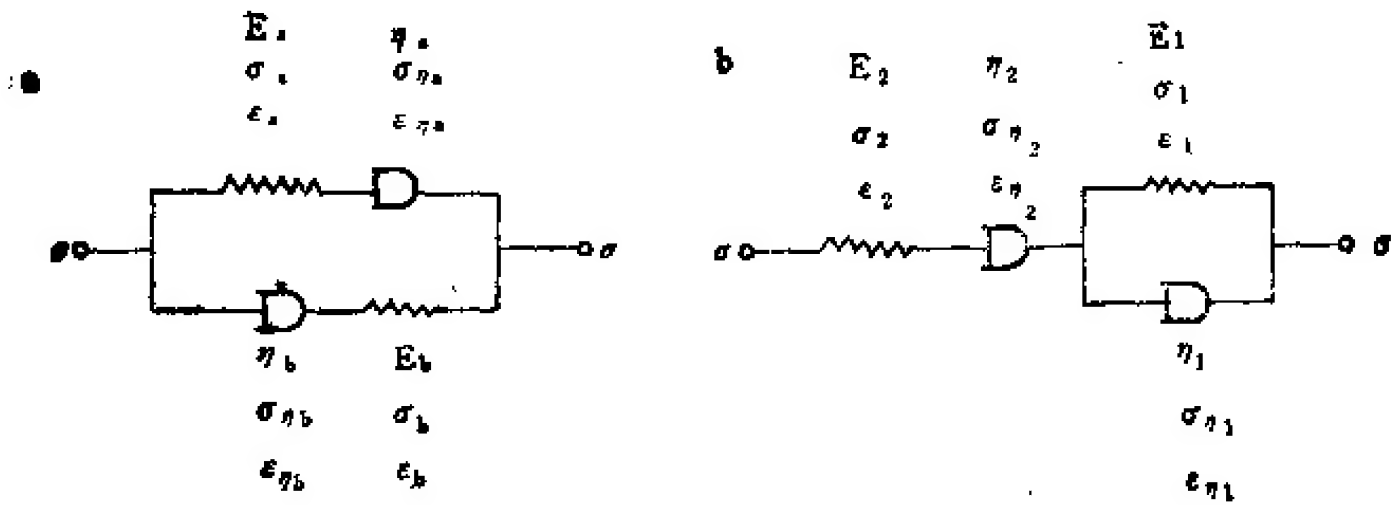 a
E_a η_a
σ_a σ_ηa
ε_a ε_ηa
σ σ
η_b E_b
σ_ηb σ_b
ε_ηb ε_b
b
E_2 η_2 E_1
σ_2 σ_η2 σ_1
ε_2 ε_η2 ε_1
σ σ
η_1
σ_η1
ε_η1